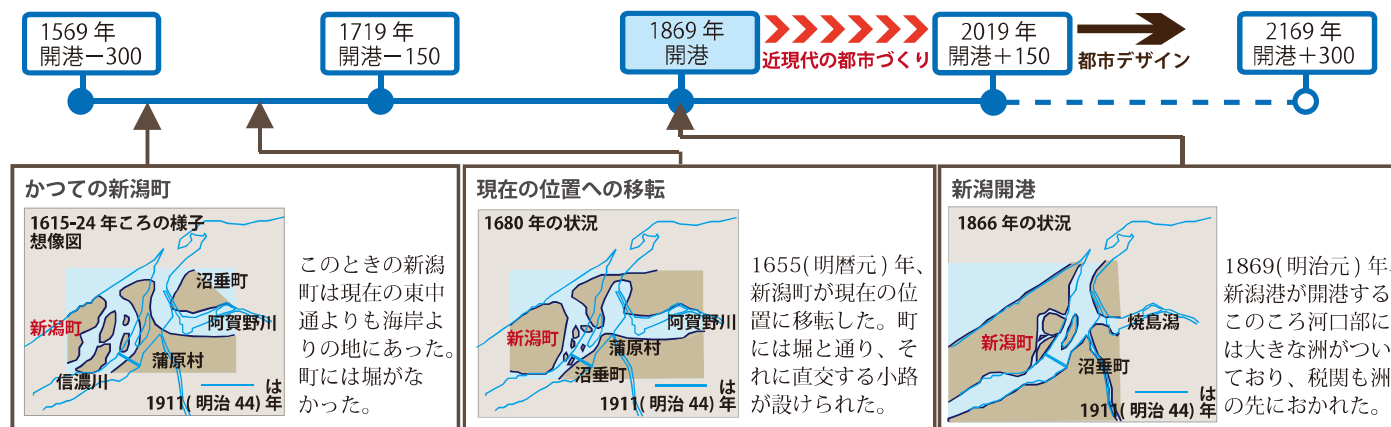 1569 年
開港−300
1719 年
開港−150
1869 年
開港
近現代の都市づくり
2019 年
開港＋150
都市デザイン
2169 年
開港＋300
かつての新潟町
1615-24 年ころの様子
想像図
沼垂町
新潟町
阿賀野川
蒲原村
信濃川
は
1911( 明治 44) 年
このときの新潟
町は現在の東中
通よりも海岸よ
りの地にあった。
町には堀がな
かった。
現在の位置への移転
1680 年の状況
新潟町
阿賀野川
蒲原村
沼垂町
は
1911( 明治 44) 年
1655( 明暦元 ) 年、
新潟町が現在の位
置に移転した。町
には堀と通り、そ
れに直交する小路
が設けられた。
新潟開港
1866 年の状況
焼島潟
新潟町
沼垂町
は
1911( 明治 44) 年
1869( 明治元 ) 年、
新潟港が開港する
このころ河口部に
は大きな洲がつい
ており、税関も洲
の先におかれた。